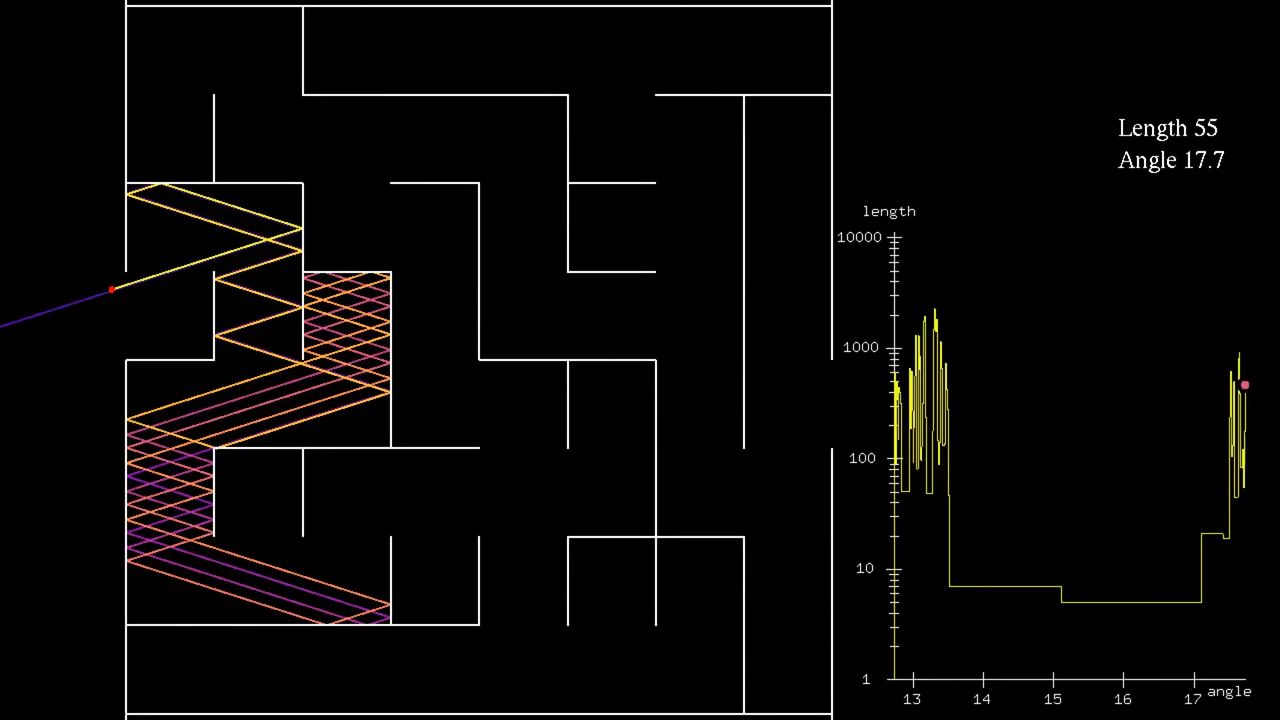 Length 55
Angle 17.7
length
10000
1000
100
10
1
13 14 15 16 17 angle